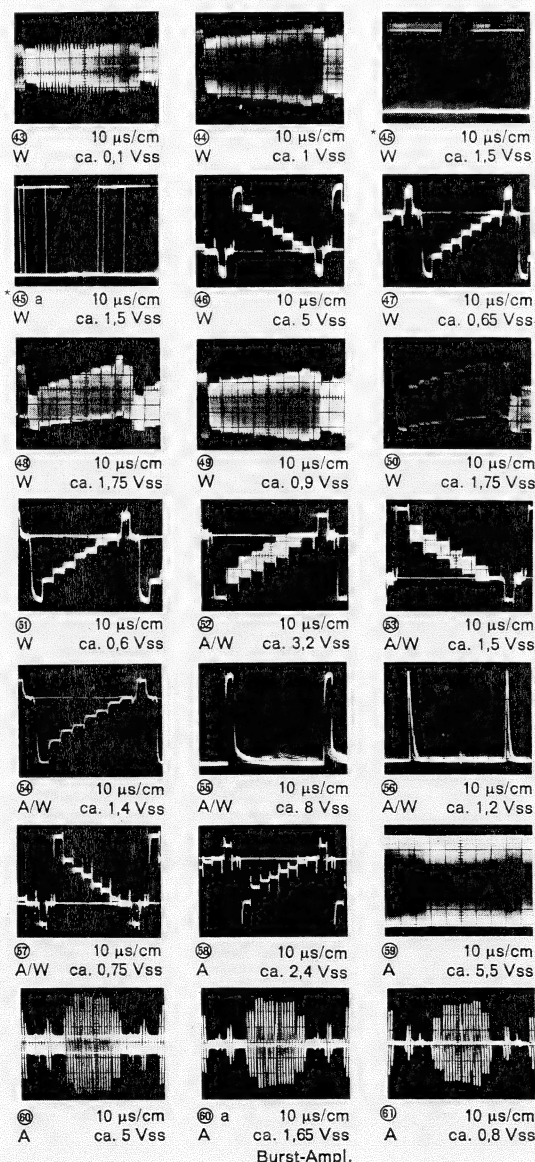 ㊸ 10 µs/cm
W ca. 0,1 Vss
㊹ 10 µs/cm
W ca. 1 Vss
*㊺ 10 µs/cm
W ca. 1,5 Vss
*㊺ a 10 µs/cm
W ca. 1,5 Vss
㊻ 10 µs/cm
W ca. 5 Vss
㊼ 10 µs/cm
W ca. 0,65 Vss
㊽ 10 µs/cm
W ca. 1,75 Vss
㊾ 10 µs/cm
W ca. 0,9 Vss
㊿ 10 µs/cm
W ca. 1,75 Vss
51 10 µs/cm
W ca. 0,6 Vss
52 10 µs/cm
A/W ca. 3,2 Vss
53 10 µs/cm
A/W ca. 1,5 Vss
54 10 µs/cm
A/W ca. 1,4 Vss
55 10 µs/cm
A/W ca. 8 Vss
56 10 µs/cm
A/W ca. 1,2 Vss
57 10 µs/cm
A/W ca. 0,75 Vss
58 10 µs/cm
A ca. 2,4 Vss
59 10 µs/cm
A ca. 5,5 Vss
60 10 µs/cm
A ca. 5 Vss
60 a 10 µs/cm
A ca. 1,65 Vss
Burst-Ampl.
61 10 µs/cm
A ca. 0,8 Vss